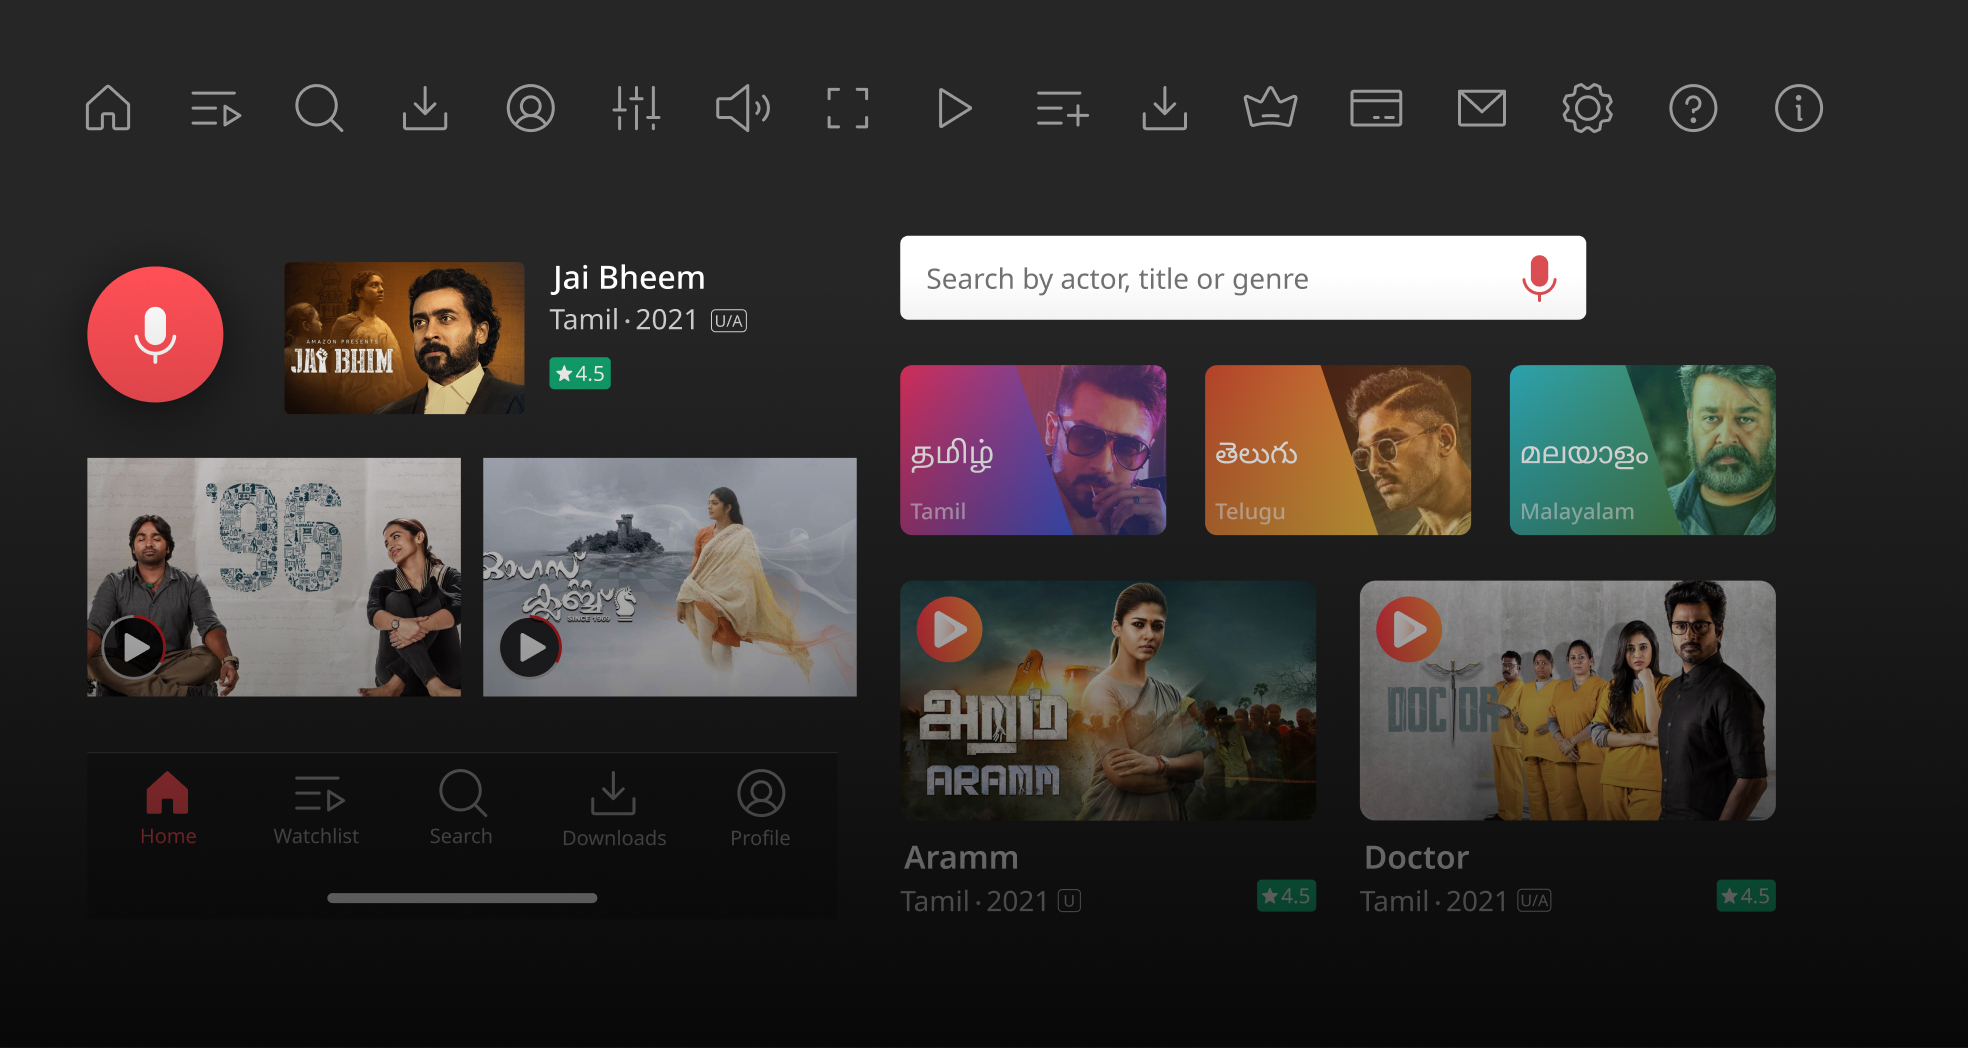 Jai Bheem
Tamil · 2021 U/A
★ 4.5
AMAZON PRESENTS
JAI BHIM
Search by actor, title or genre
தமிழ்
Tamil
తెలుగు
Telugu
മലയാളം
Malayalam
'96
ഓഗസ്റ്റ്
ക്ലബ്ബ്
SINCE 1969
அறம்
ARAMM
DOCTOR
Aramm
Tamil · 2021 U
★ 4.5
Doctor
Tamil · 2021 U/A
★ 4.5
Home
Watchlist
Search
Downloads
Profile